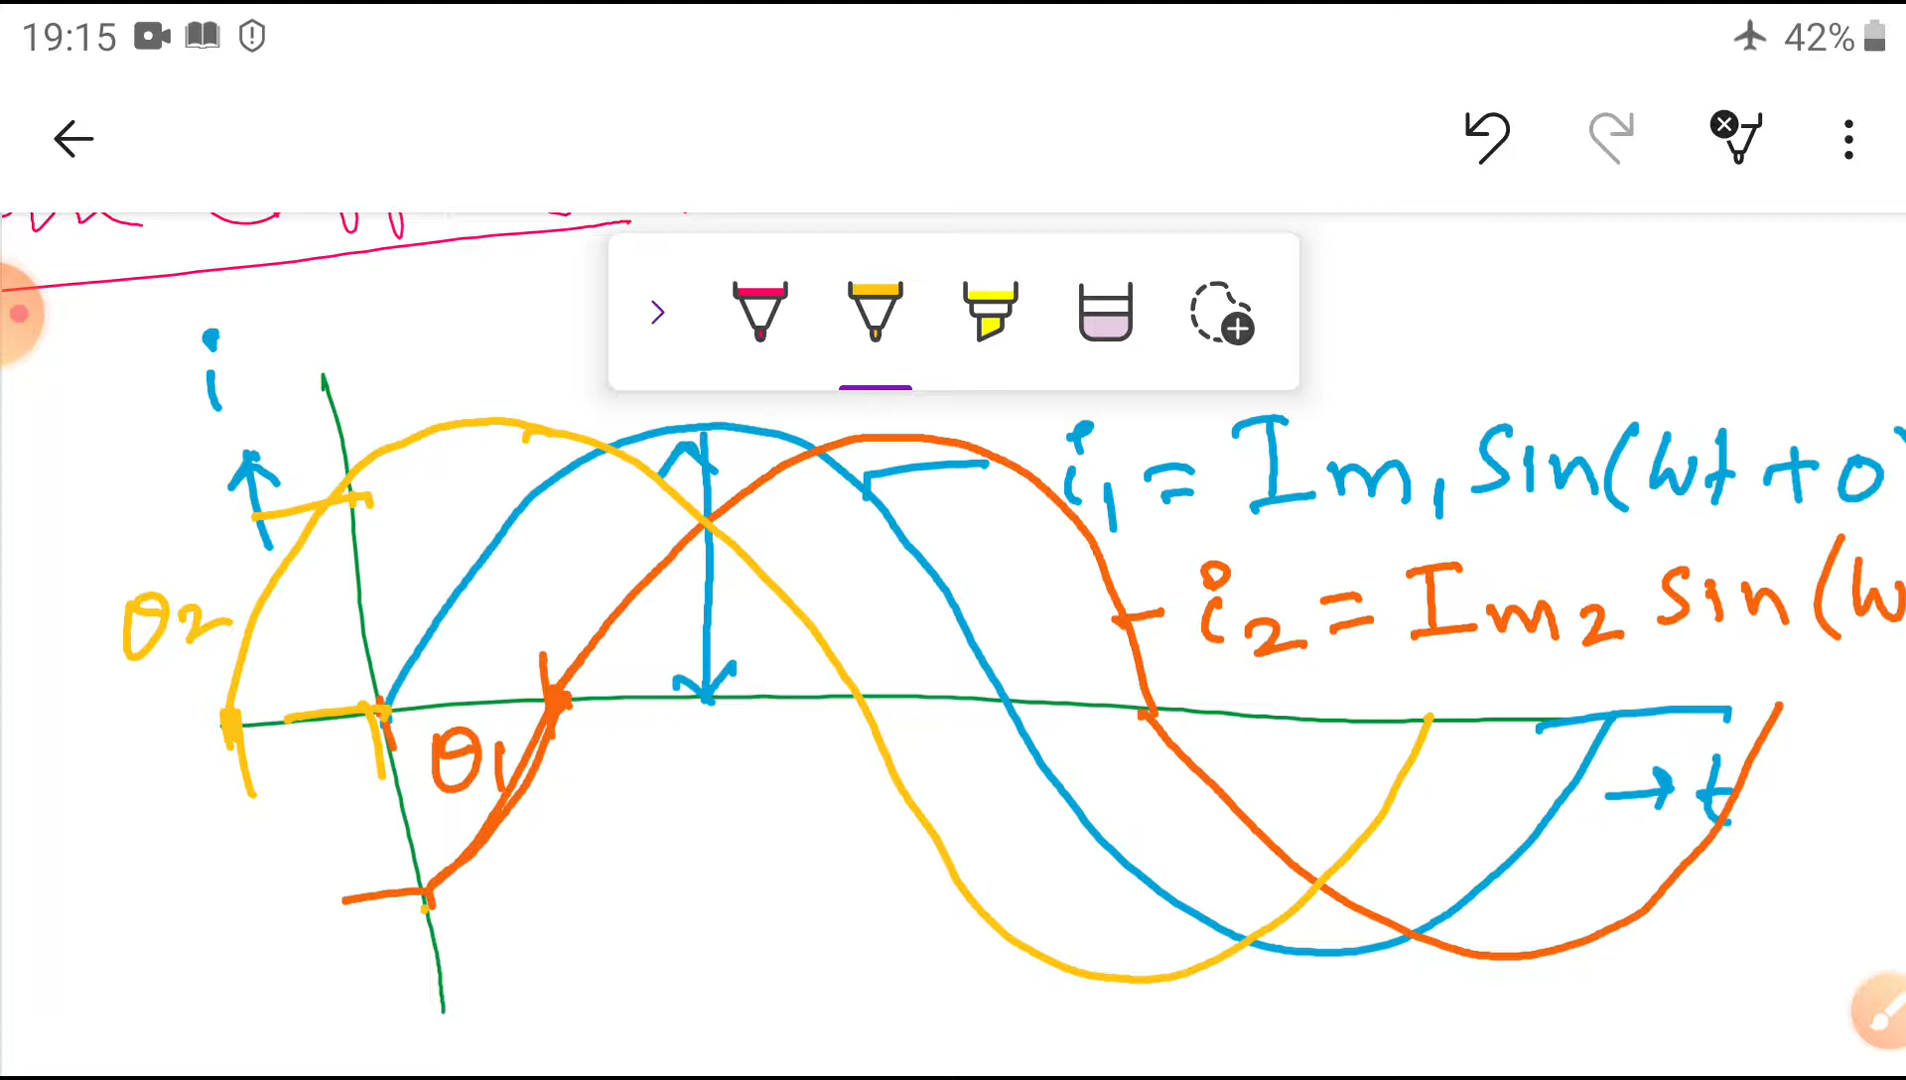 19:15
42%
i
i₁ = Im₁ sin(ωt + 0
i₂ = Im₂ sin(ω
θ2
θ1
→ t